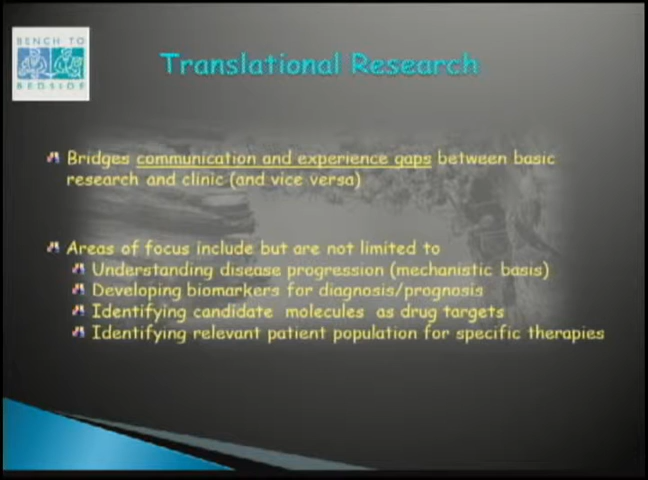 BENCH TO
BEDSIDE
Translational Research
Bridges communication and experience gaps between basic
research and clinic (and vice versa)
Areas of focus include but are not limited to
Understanding disease progression (mechanistic basis)
Developing biomarkers for diagnosis/prognosis
Identifying candidate molecules as drug targets
Identifying relevant patient population for specific therapies